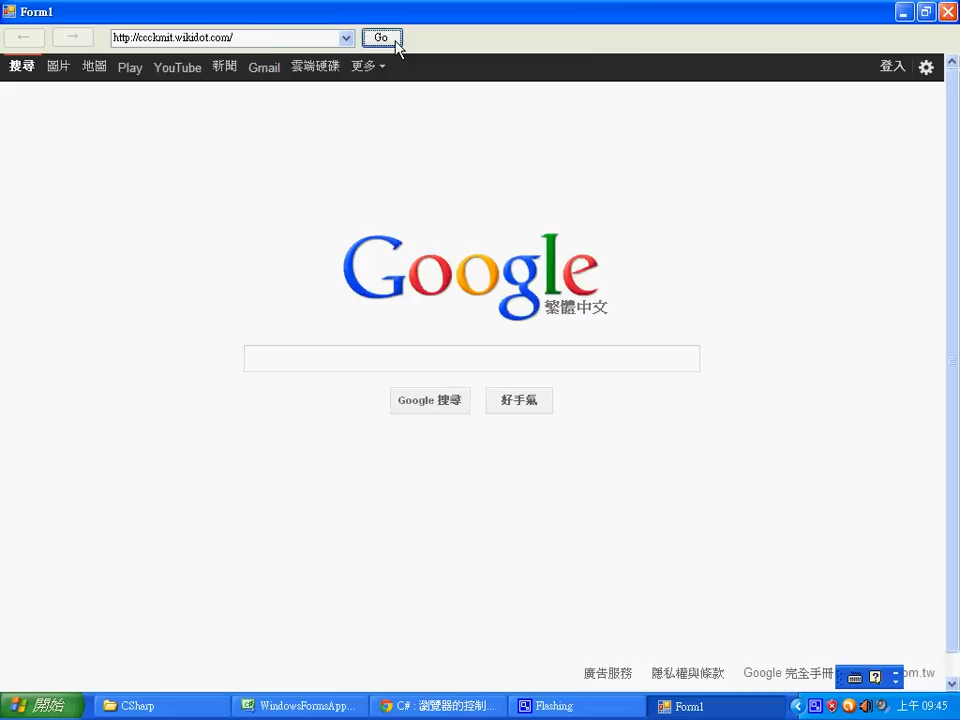 Form1
http://ccckmit.wikidot.com/ Go
搜尋 圖片 地圖 Play YouTube 新聞 Gmail 雲端硬碟 更多 登入
Google
繁體中文
Google 搜尋 好手氣
廣告服務 隱私權與條款 Google 完全手冊 om.tw
開始 CSharp WindowsFormsApp... C# : 瀏覽器的控制... Flashing Form1 上午 09:45